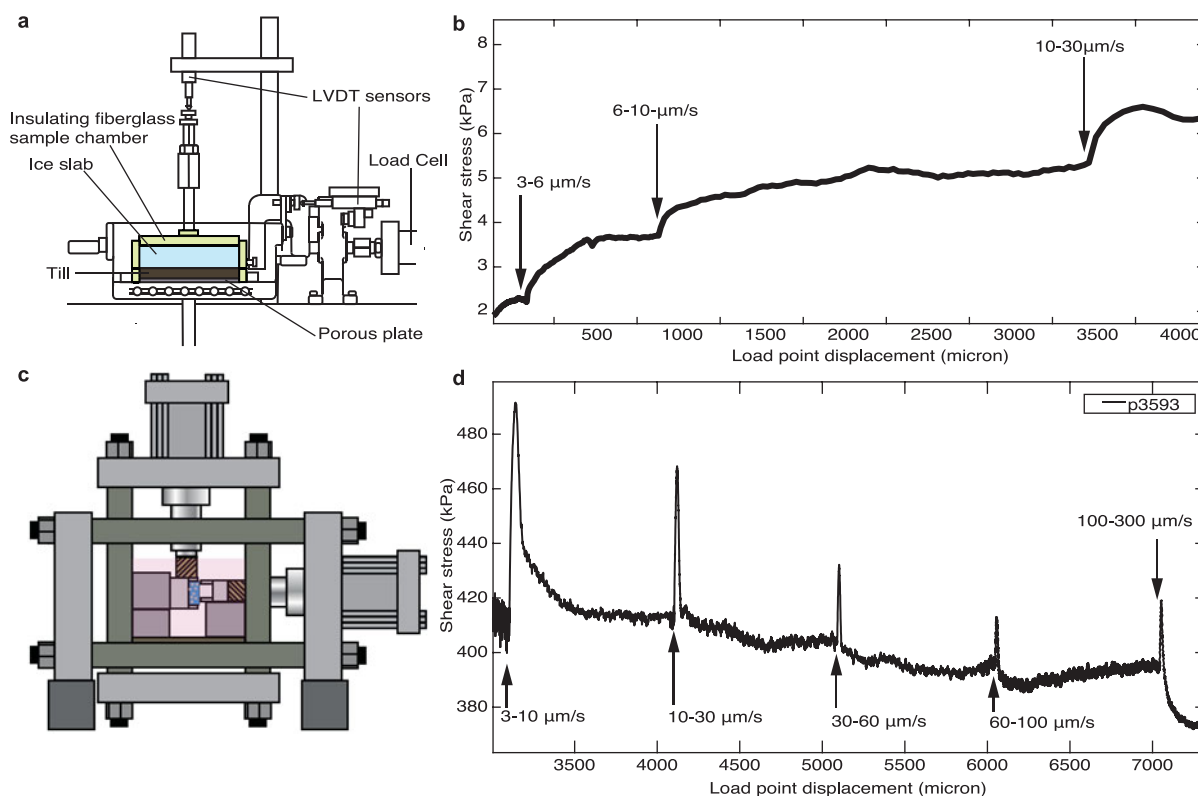 a
LVDT sensors
Insulating fiberglass
sample chamber
Ice slab
Load Cell
Till
Porous plate
b
8
7
6
5
4
3
2
Shear stress (kPa)
3-6 μm/s
6-10-μm/s
10-30μm/s
500 1000 1500 2000 2500 3000 3500 4000
Load point displacement (micron)
c
d
p3593
480
460
440
420
400
380
Shear stress (kPa)
100-300 μm/s
3-10 μm/s
10-30 μm/s
30-60 μm/s
60-100 μm/s
3500 4000 4500 5000 5500 6000 6500 7000
Load point displacement (micron)